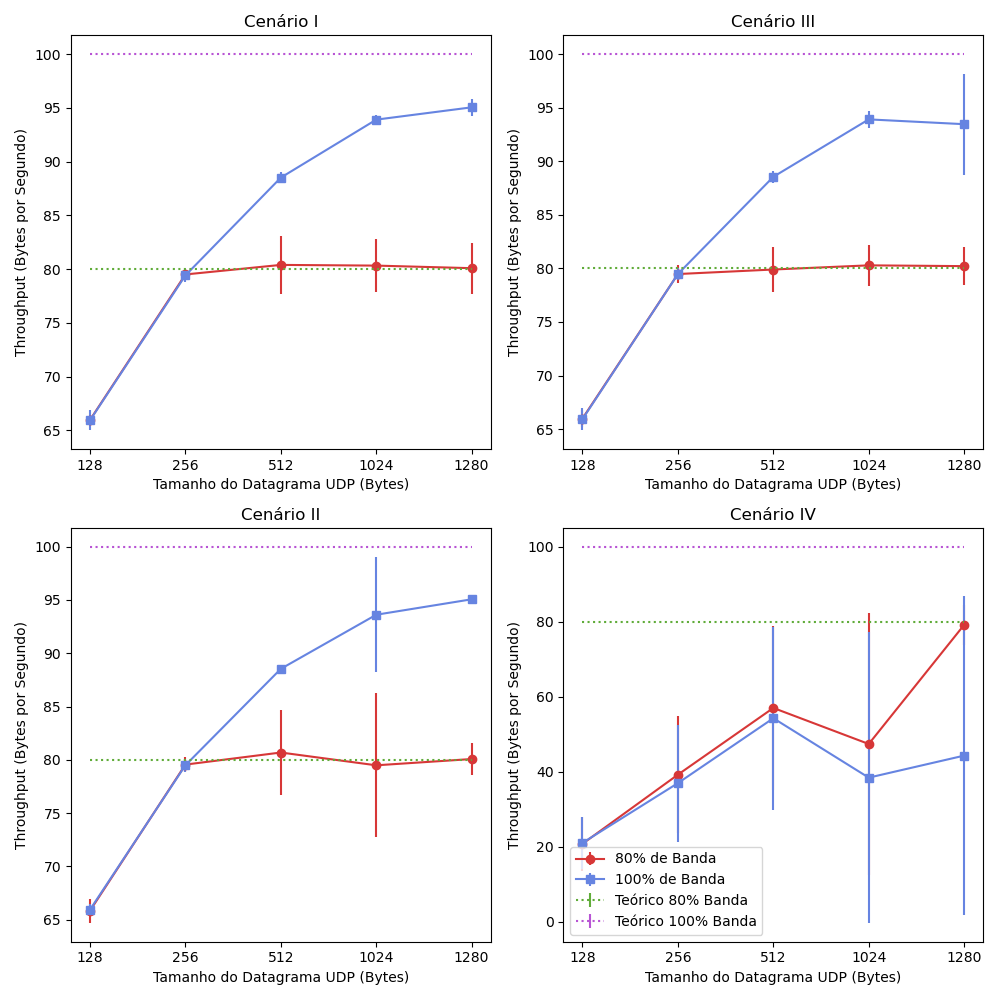 Cenário I
Throughput (Bytes por Segundo)
100
95
90
85
80
75
70
65
128 256 512 1024 1280
Tamanho do Datagrama UDP (Bytes)
Cenário III
Throughput (Bytes por Segundo)
100
95
90
85
80
75
70
65
128 256 512 1024 1280
Tamanho do Datagrama UDP (Bytes)
Cenário II
Throughput (Bytes por Segundo)
100
95
90
85
80
75
70
65
128 256 512 1024 1280
Tamanho do Datagrama UDP (Bytes)
Cenário IV
Throughput (Bytes por Segundo)
100
80
60
40
20
0
80% de Banda
100% de Banda
Teórico 80% Banda
Teórico 100% Banda
128 256 512 1024 1280
Tamanho do Datagrama UDP (Bytes)